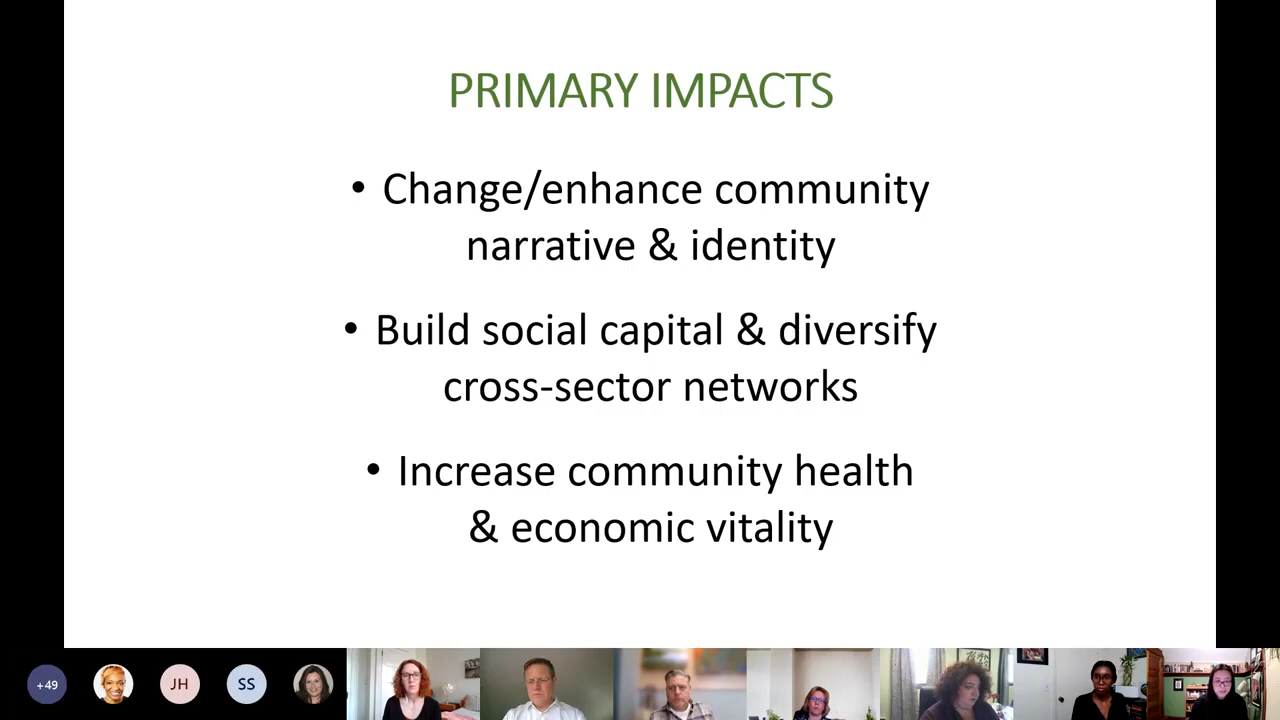 PRIMARY IMPACTS
• Change/enhance community
narrative & identity
• Build social capital & diversify
cross-sector networks
• Increase community health
& economic vitality
+49
JH
SS